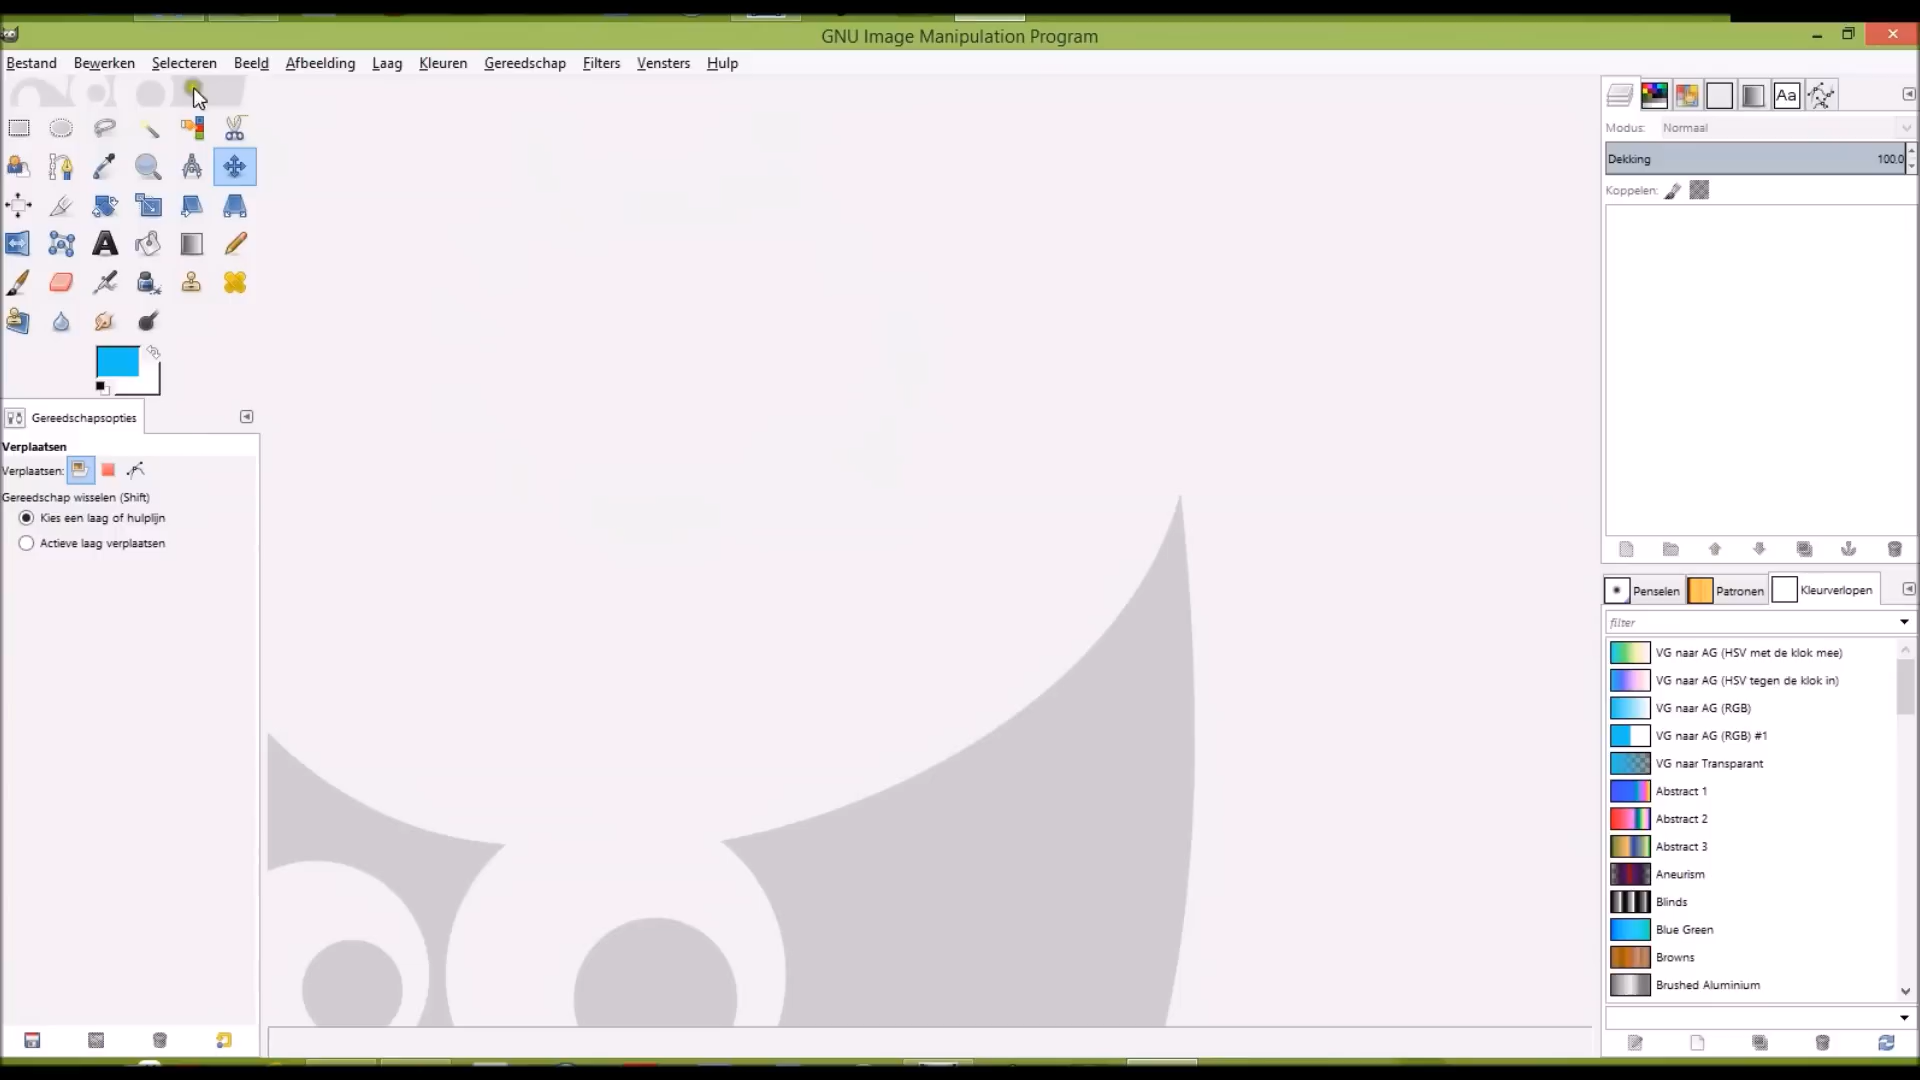 GNU Image Manipulation Program
Bestand Bewerken Selecteren Beeld Afbeelding Laag Kleuren Gereedschap Filters Vensters Hulp
Aa
Modus: Normaal
Dekking 100.0
Koppelen:
Gereedschapsopties
Verplaatsen
Verplaatsen:
Gereedschap wisselen (Shift)
Kies een laag of hulplijn
Actieve laag verplaatsen
Penselen Patronen Kleurverlopen
filter
VG naar AG (HSV met de klok mee)
VG naar AG (HSV tegen de klok in)
VG naar AG (RGB)
VG naar AG (RGB) #1
VG naar Transparant
Abstract 1
Abstract 2
Abstract 3
Aneurism
Blinds
Blue Green
Browns
Brushed Aluminium